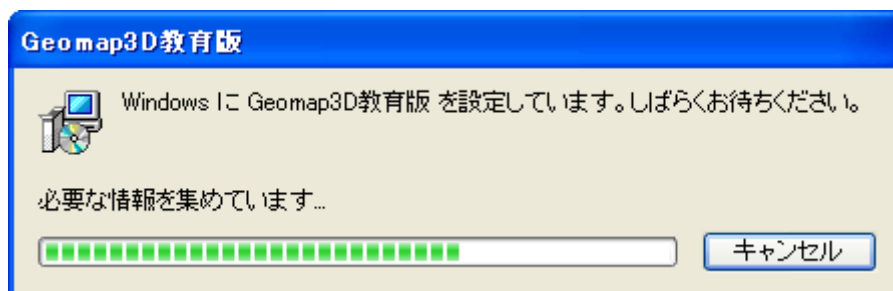 Geomap3D教育版
Windows に Geomap3D教育版 を設定しています。しばらくお待ちください。
必要な情報を集めています...
キャンセル